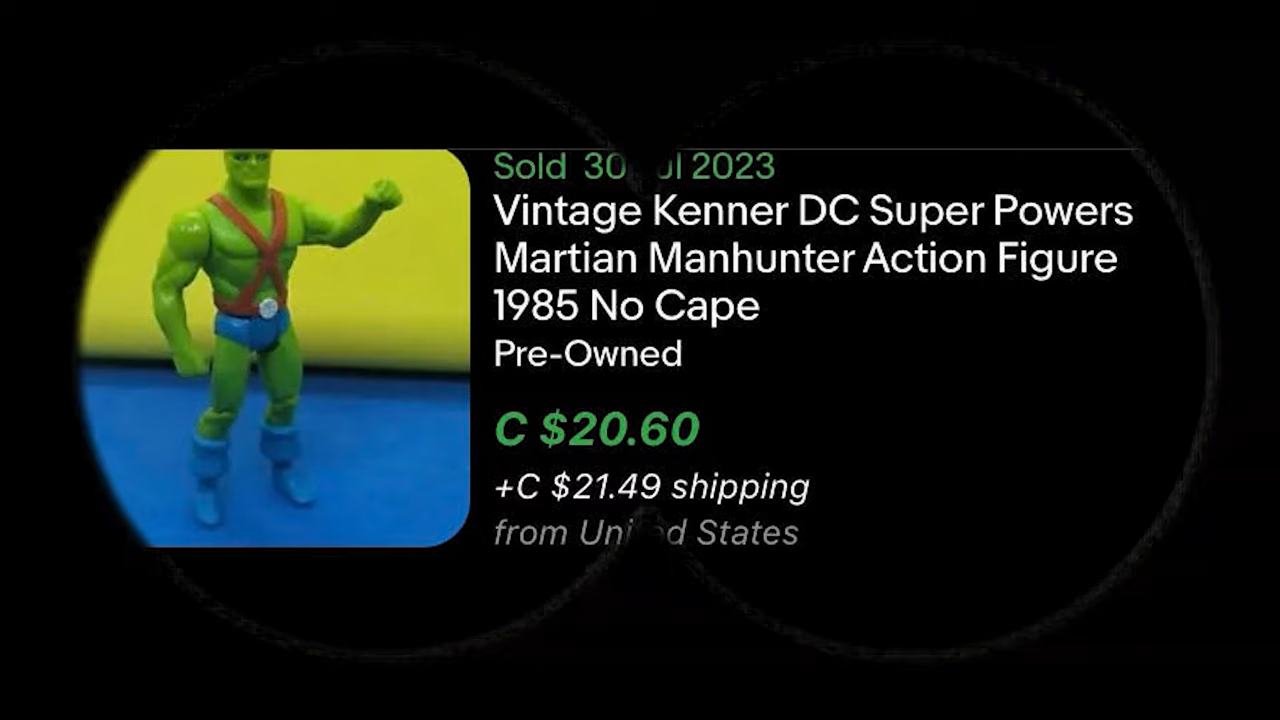 Sold 30 2023
Vintage Kenner DC Super Powers
Martian Manhunter Action Figure
1985 No Cape
Pre-Owned
C $20.60
+C $21.49 shipping
from United States